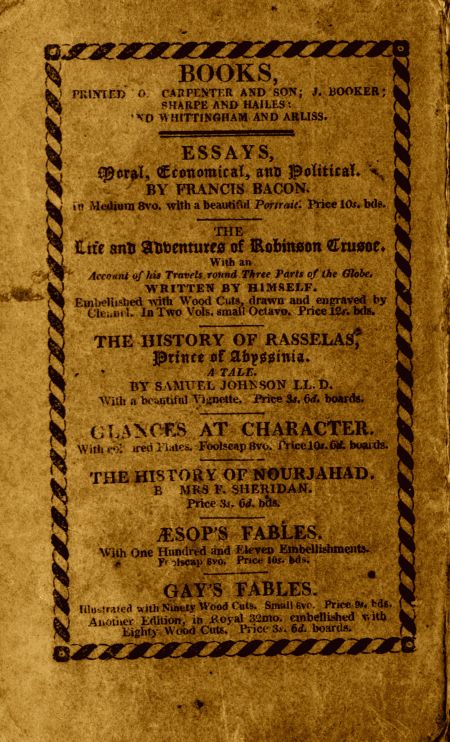 BOOKS,
PRINTED CARPENTER AND SON; J. BOOKER;
SHARPE AND HAILES:
ND WHITTINGHAM AND ARLISS.
ESSAYS,
Moral, Economical, and Political.
BY FRANCIS BACON.
in Medium 8vo. with a beautiful Portrait. Price 10s. bds.
THE
Life and Adventures of Robinson Crusoe.
With an
Account of his Travels round Three Parts of the Globe.
WRITTEN BY HIMSELF.
Embellished with Wood Cuts, drawn and engraved by
In Two Vols. small Octavo. Price 12s. bds.
THE HISTORY OF RASSELAS,
Prince of Abyssinia.
A TALE.
BY SAMUEL JOHNSON LL. D.
With a beautiful Vignette. Price 3s. 6d. boards.
GLANCES AT CHARACTER.
With Plates. Foolscap 8vo. Price 10s. 6d. boards.
THE HISTORY OF NOURJAHAD.
B MRS F. SHERIDAN.
Price 3s. 6d. bds.
ÆSOP'S FABLES.
With One Hundred and Eleven Embellishments.
Foolscap 8vo. Price 10s. bds.
GAY'S FABLES.
Illustrated with Ninety Wood Cuts. Small 8vo. Price 9s. bds.
Another Edition, in Royal 32mo. embellished with
Eighty Wood Cuts. Price 3s. 6d. boards.